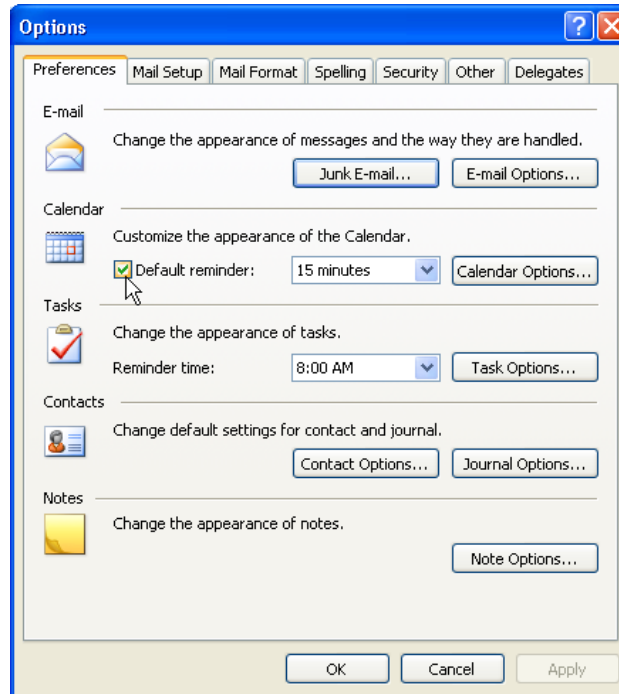 Options
Preferences Mail Setup Mail Format Spelling Security Other Delegates
E-mail
Change the appearance of messages and the way they are handled.
Junk E-mail... E-mail Options...
Calendar
Customize the appearance of the Calendar.
Default reminder: 15 minutes Calendar Options...
Tasks
Change the appearance of tasks.
Reminder time: 8:00 AM Task Options...
Contacts
Change default settings for contact and journal.
Contact Options... Journal Options...
Notes
Change the appearance of notes.
Note Options...
OK Cancel Apply